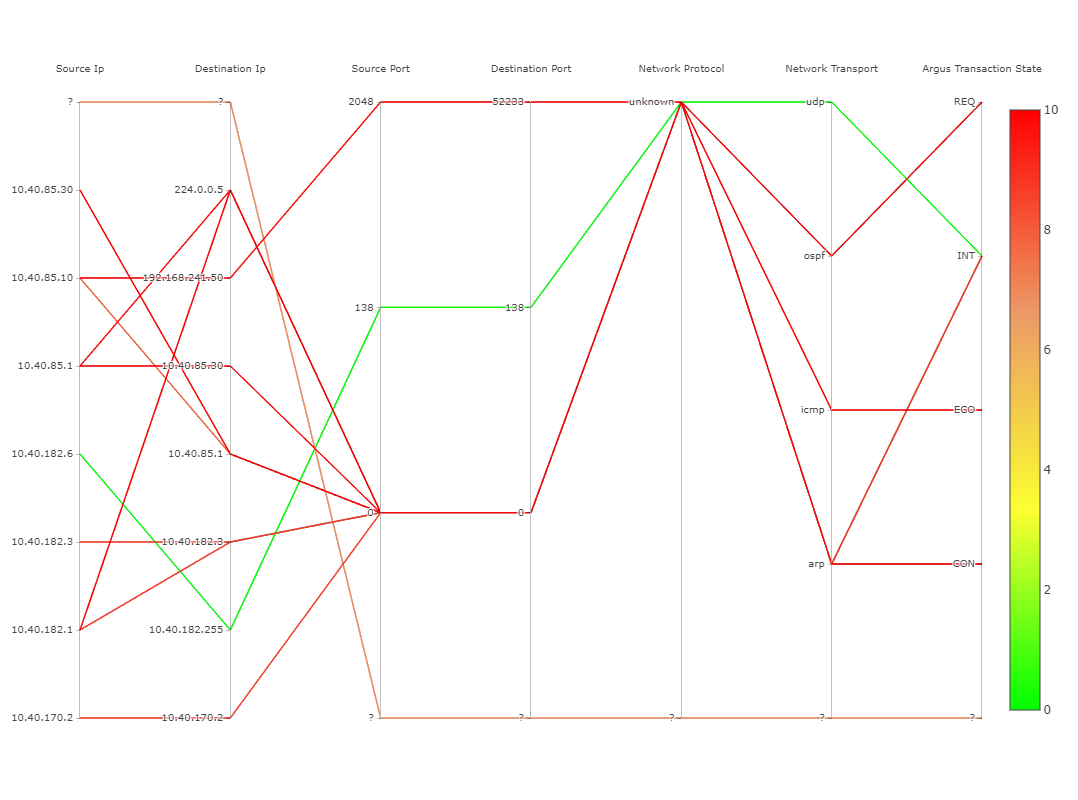 Source Ip
Destination Ip
Source Port
Destination Port
Network Protocol
Network Transport
Argus Transaction State
?
10.40.85.30
10.40.85.10
10.40.85.1
10.40.182.6
10.40.182.3
10.40.182.1
10.40.170.2
?
224.0.0.5
192.168.241.50
10.40.85.30
10.40.85.1
10.40.182.3
10.40.182.255
10.40.170.2
2048
138
0
?
52233
138
0
?
unknown
?
udp
ospf
icmp
arp
?
REQ
INT
ECO
CON
?
10
8
6
4
2
0